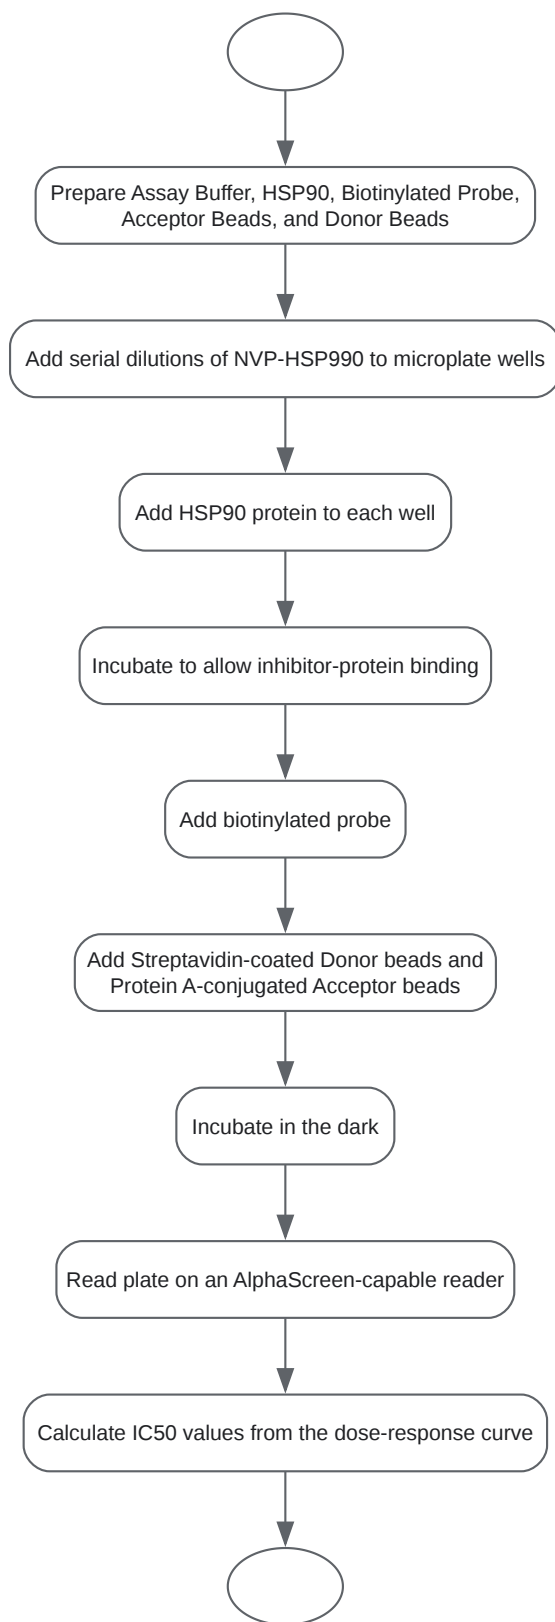 Prepare Assay Buffer, HSP90, Biotinylated Probe,
Acceptor Beads, and Donor Beads
Add serial dilutions of NVP-HSP990 to microplate wells
Add HSP90 protein to each well
Incubate to allow inhibitor-protein binding
Add biotinylated probe
Add Streptavidin-coated Donor beads and
Protein A-conjugated Acceptor beads
Incubate in the dark
Read plate on an AlphaScreen-capable reader
Calculate IC50 values from the dose-response curve